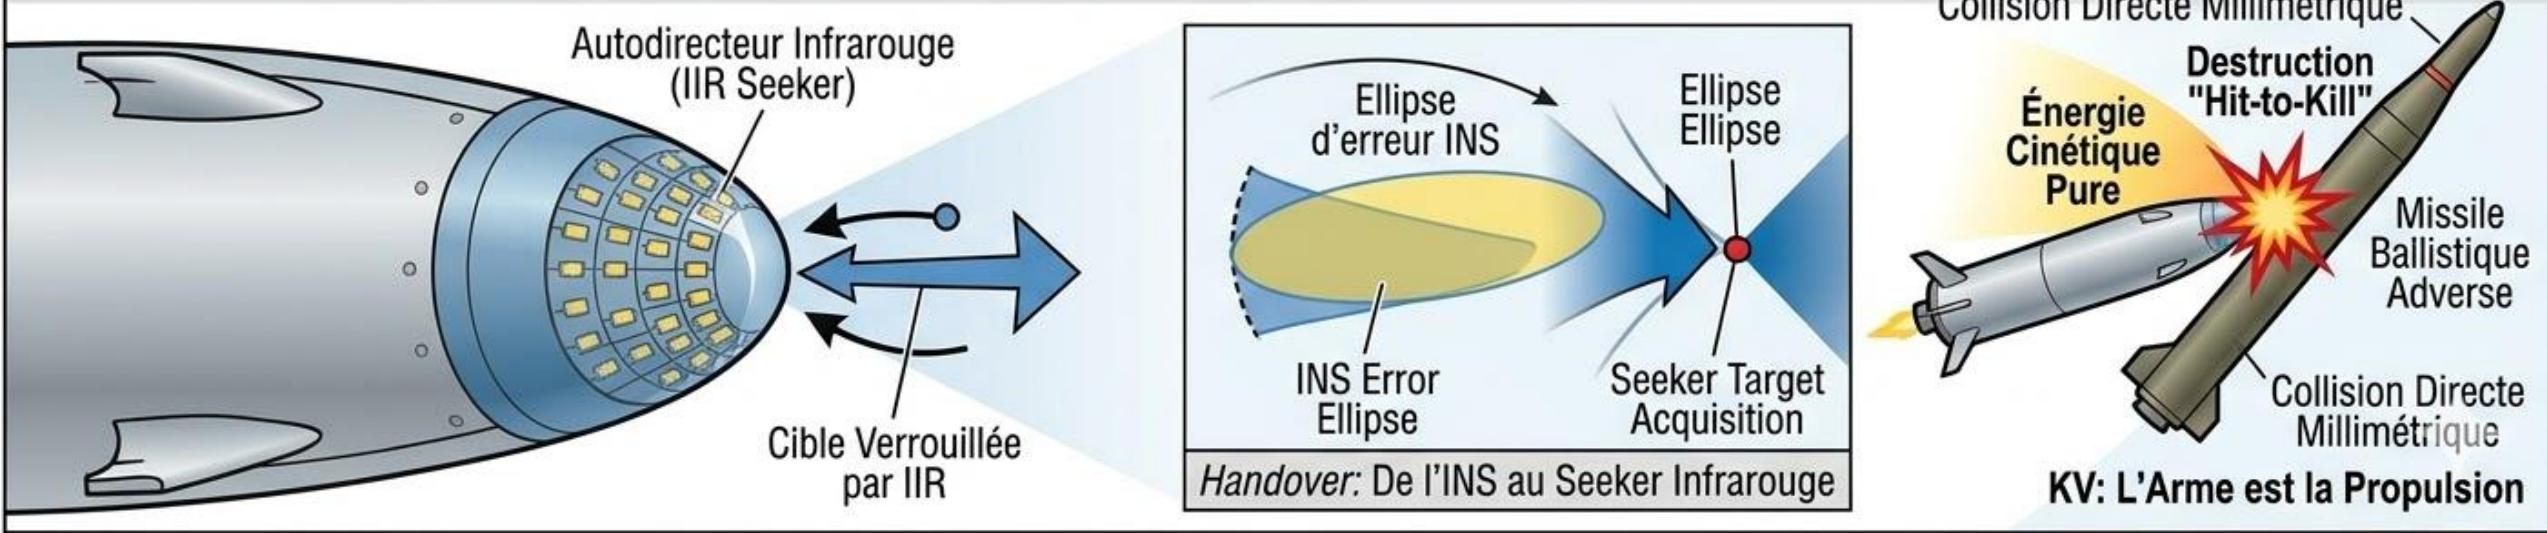 Autodirecteur Infrarouge
(IIR Seeker)
Cible Verrouillée
par IIR
Ellipse
d'erreur INS
Ellipse
Ellipse
INS Error
Ellipse
Seeker Target
Acquisition
Handover: De l'INS au Seeker Infrarouge
Collision Directe Millimétrique
Destruction
"Hit-to-Kill"
Énergie
Cinétique
Pure
Missile
Ballistique
Adverse
Collision Directe
Millimétrique
KV: L'Arme est la Propulsion